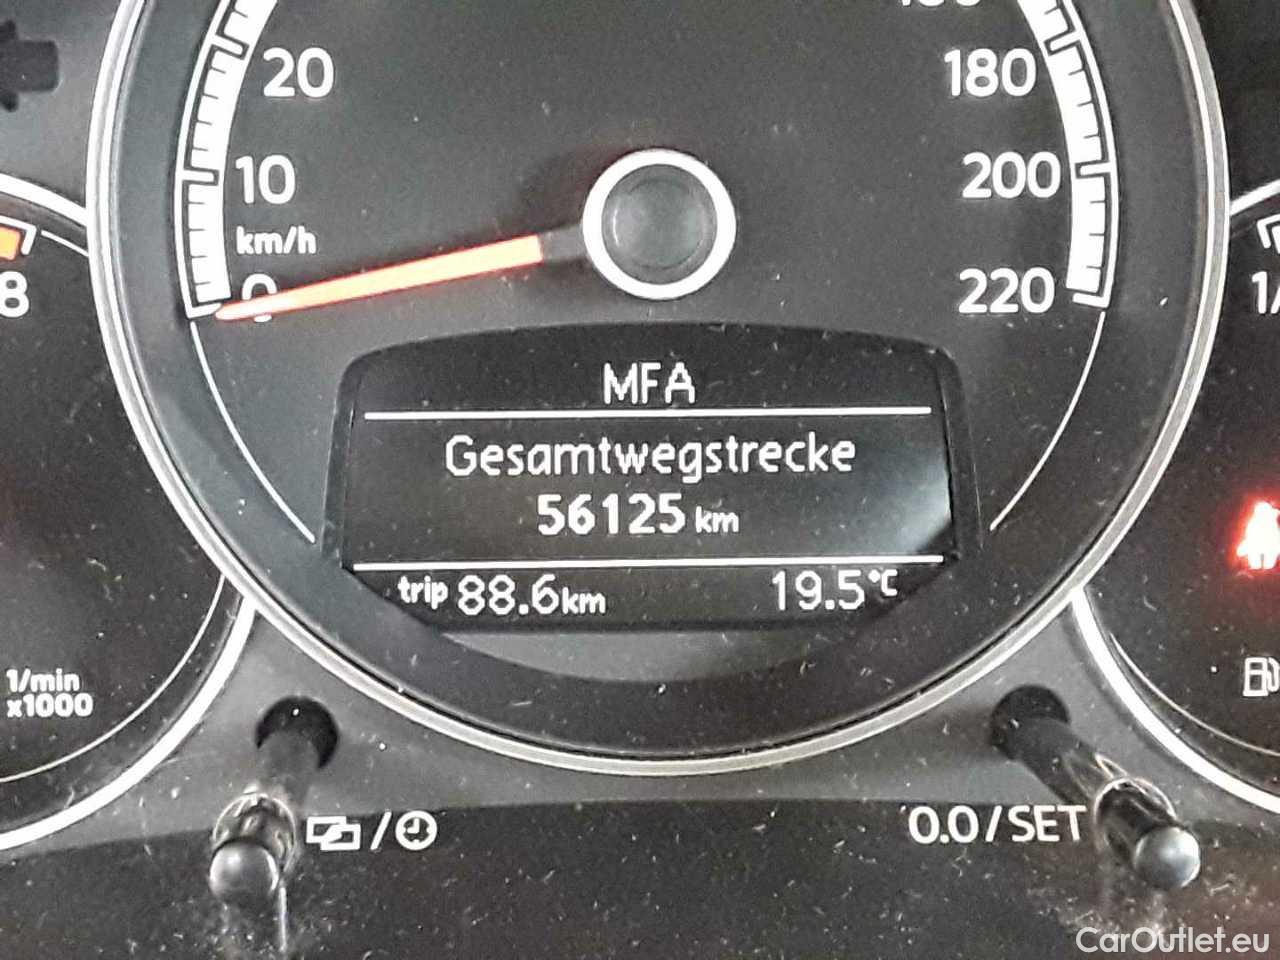 20
180
10
200
km/h
0
220
8
1/
MFA
Gesamtwegstrecke
56125 km
trip 88.6 km 19.5 °C
1/min
x1000
/
0.0/SET
CarOutlet.eu